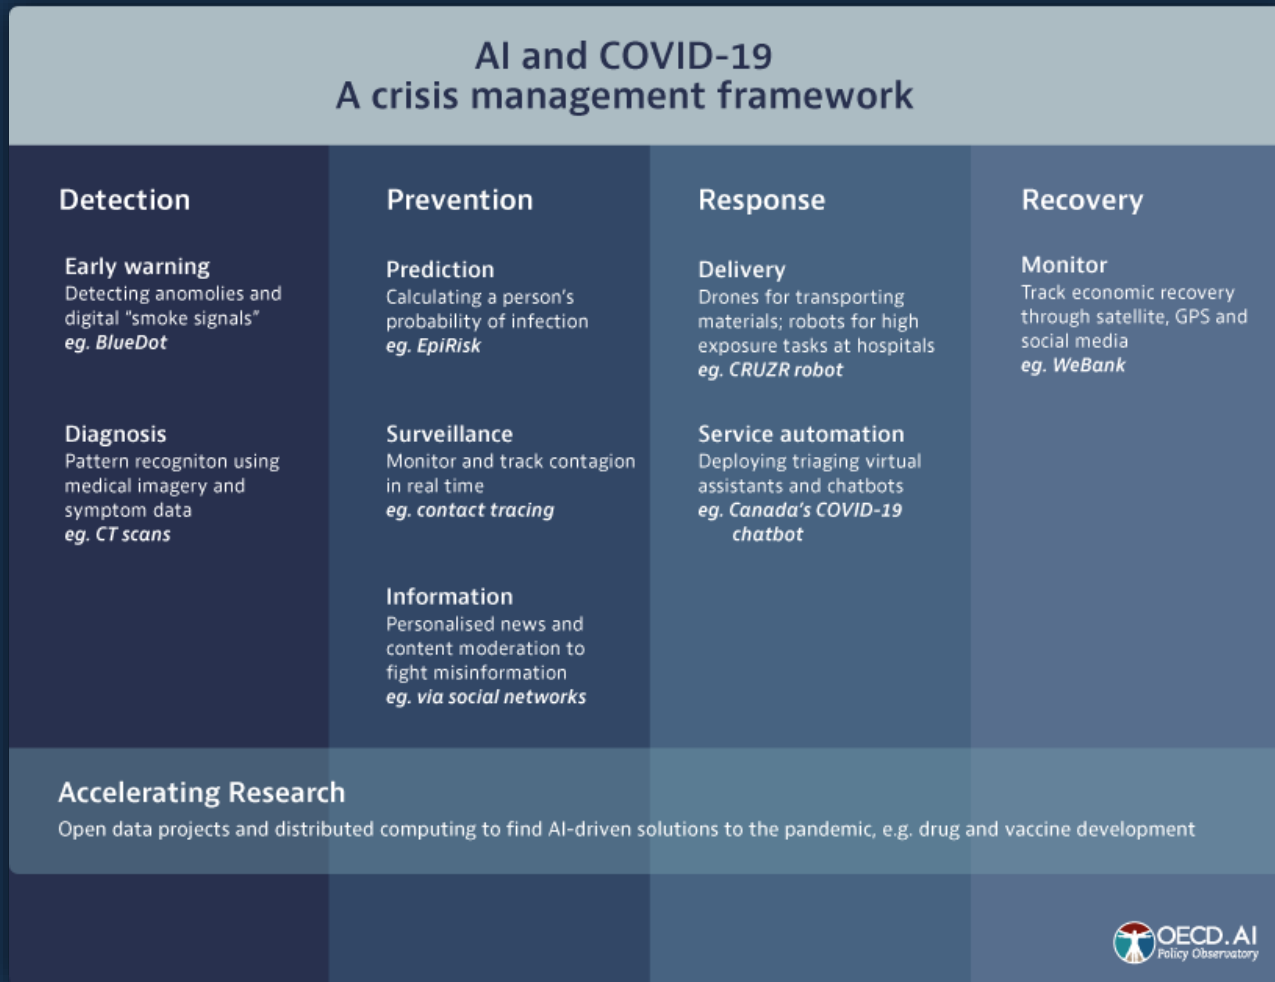 AI and COVID-19
A crisis management framework
Detection
Early warning
Detecting anomolies and
digital “smoke signals”
eg. BlueDot
Diagnosis
Pattern recogniton using
medical imagery and
symptom data
eg. CT scans
Prevention
Prediction
Calculating a person’s
probability of infection
eg. EpiRisk
Surveillance
Monitor and track contagion
in real time
eg. contact tracing
Information
Personalised news and
content moderation to
fight misinformation
eg. via social networks
Response
Delivery
Drones for transporting
materials; robots for high
exposure tasks at hospitals
eg. CRUZR robot
Service automation
Deploying triaging virtual
assistants and chatbots
eg. Canada’s COVID-19
chatbot
Recovery
Monitor
Track economic recovery
through satellite, GPS and
social media
eg. WeBank
Accelerating Research
Open data projects and distributed computing to find AI-driven solutions to the pandemic, e.g. drug and vaccine development
OECD.AI
Policy Observatory